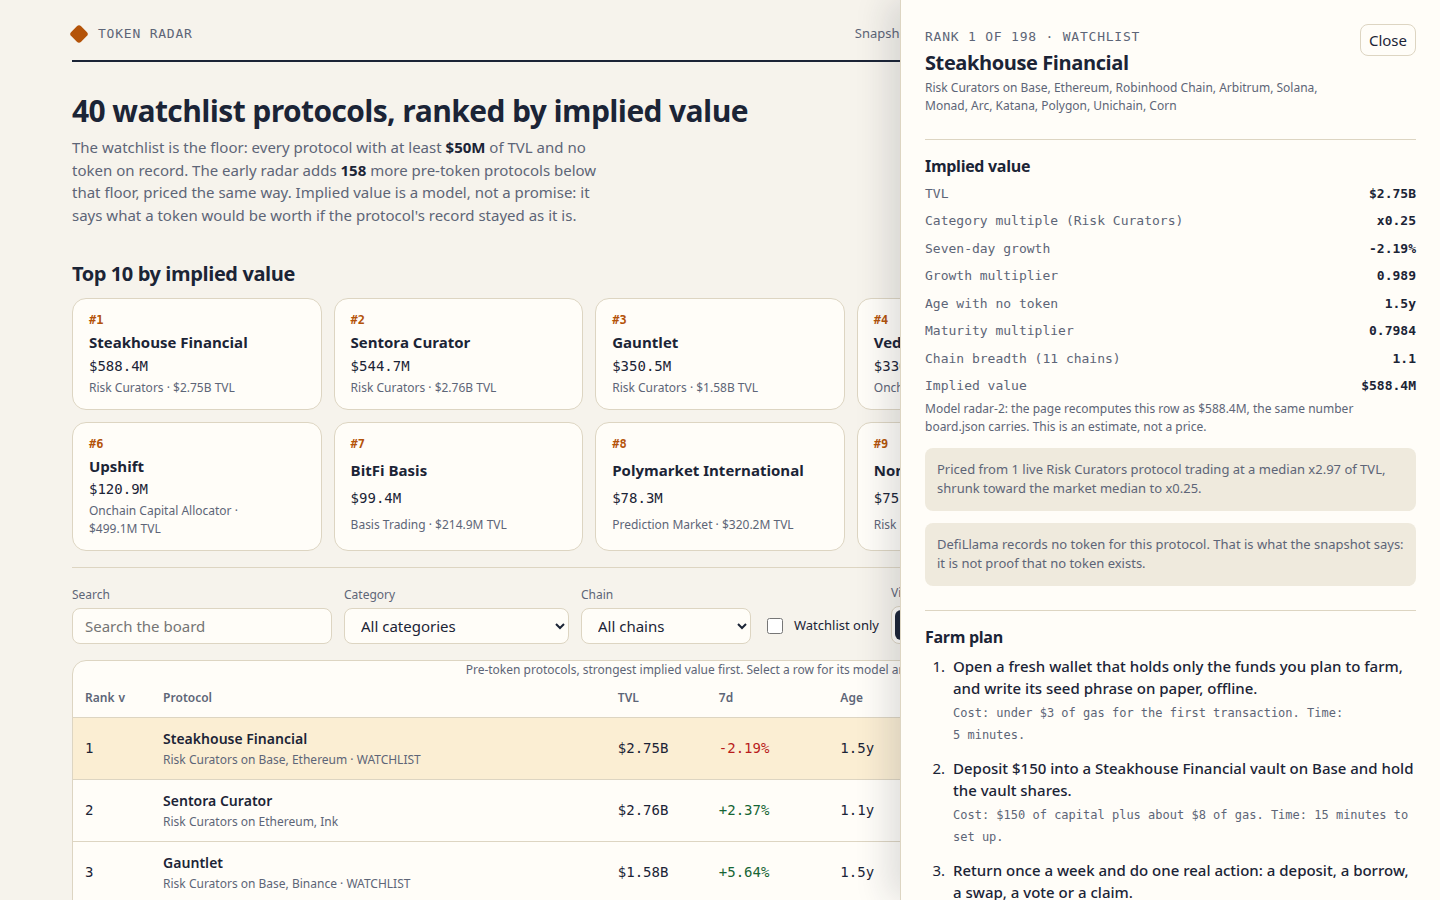 TOKEN RADAR
Snapsh
40 watchlist protocols, ranked by implied value
The watchlist is the floor: every protocol with at least $50M of TVL and no
token on record. The early radar adds 158 more pre-token protocols below
that floor, priced the same way. Implied value is a model, not a promise: it
says what a token would be worth if the protocol's record stayed as it is.
Top 10 by implied value
#1
Steakhouse Financial
$588.4M
Risk Curators · $2.75B TVL
#2
Sentora Curator
$544.7M
Risk Curators · $2.76B TVL
#3
Gauntlet
$350.5M
Risk Curators · $1.58B TVL
#4
Ved
$33
Onch
#6
Upshift
$120.9M
Onchain Capital Allocator ·
$499.1M TVL
#7
BitFi Basis
$99.4M
Basis Trading · $214.9M TVL
#8
Polymarket International
$78.3M
Prediction Market · $320.2M TVL
#9
Nor
$75
Risk
Search
Category
Chain
Vi
Search the board
All categories
All chains
Watchlist only
Pre-token protocols, strongest implied value first. Select a row for its model a
Rank v Protocol TVL 7d Age
1 Steakhouse Financial $2.75B -2.19% 1.5y
Risk Curators on Base, Ethereum · WATCHLIST
2 Sentora Curator $2.76B +2.37% 1.1y
Risk Curators on Ethereum, Ink
3 Gauntlet $1.58B +5.64% 1.5y
Risk Curators on Base, Binance · WATCHLIST
RANK 1 OF 198 · WATCHLIST
Close
Steakhouse Financial
Risk Curators on Base, Ethereum, Robinhood Chain, Arbitrum, Solana,
Monad, Arc, Katana, Polygon, Unichain, Corn
Implied value
TVL $2.75B
Category multiple (Risk Curators) x0.25
Seven-day growth -2.19%
Growth multiplier 0.989
Age with no token 1.5y
Maturity multiplier 0.7984
Chain breadth (11 chains) 1.1
Implied value $588.4M
Model radar-2: the page recomputes this row as $588.4M, the same number
board.json carries. This is an estimate, not a price.
Priced from 1 live Risk Curators protocol trading at a median x2.97 of TVL,
shrunk toward the market median to x0.25.
DefiLlama records no token for this protocol. That is what the snapshot says:
it is not proof that no token exists.
Farm plan
1. Open a fresh wallet that holds only the funds you plan to farm,
and write its seed phrase on paper, offline.
Cost: under $3 of gas for the first transaction. Time:
5 minutes.
2. Deposit $150 into a Steakhouse Financial vault on Base and hold
the vault shares.
Cost: $150 of capital plus about $8 of gas. Time: 15 minutes to
set up.
3. Return once a week and do one real action: a deposit, a borrow,
a swap, a vote or a claim.